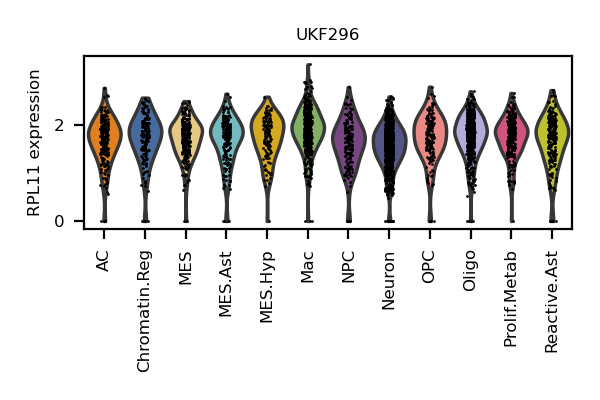 UKF296
RPL11 expression
2
0
AC
Chromatin.Reg
MES
MES.Ast
MES.Hyp
Mac
NPC
Neuron
OPC
Oligo
Prolif.Metab
Reactive.Ast